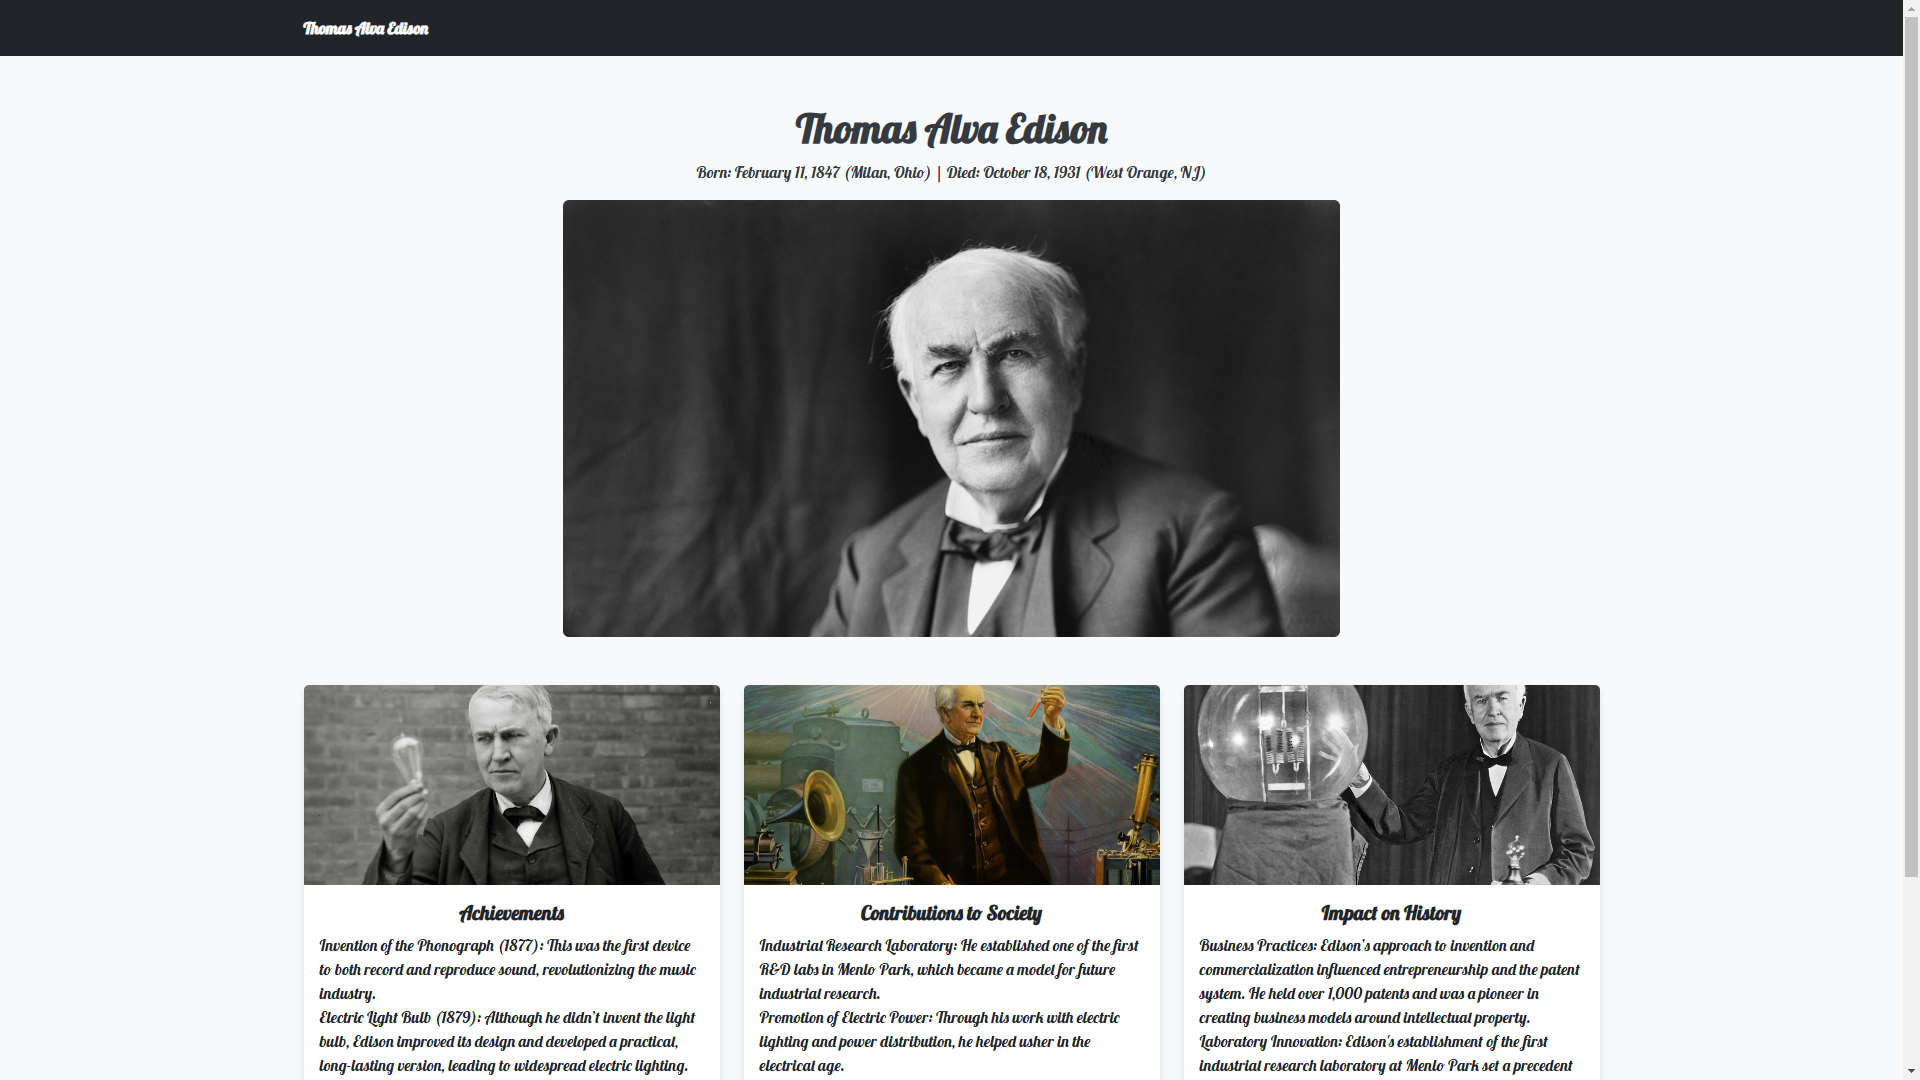 Thomas Alva Edison
Thomas Alva Edison
Born: February 11, 1847 (Milan, Ohio) | Died: October 18, 1931 (West Orange, NJ)
Achievements
Invention of the Phonograph (1877): This was the first device
to both record and reproduce sound, revolutionizing the music
industry.
Electric Light Bulb (1879): Although he didn’t invent the light
bulb, Edison improved its design and developed a practical,
long-lasting version, leading to widespread electric lighting.
Contributions to Society
Industrial Research Laboratory: He established one of the first
R&D labs in Menlo Park, which became a model for future
industrial research.
Promotion of Electric Power: Through his work with electric
lighting and power distribution, he helped usher in the
electrical age.
Impact on History
Business Practices: Edison’s approach to invention and
commercialization influenced entrepreneurship and the patent
system. He held over 1,000 patents and was a pioneer in
creating business models around intellectual property.
Laboratory Innovation: Edison's establishment of the first
industrial research laboratory at Menlo Park set a precedent